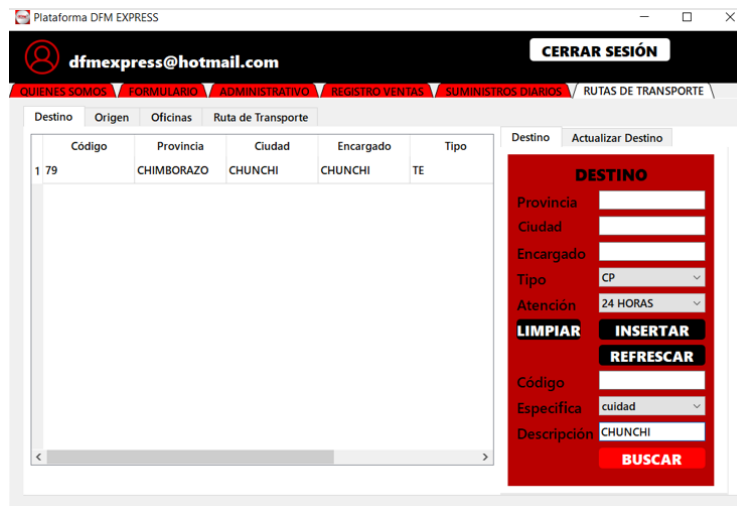 Plataforma DFM EXPRESS
dfmexpress@hotmail.com
CERRAR SESIÓN
QUIENES SOMOS FORMULARIO ADMINISTRATIVO REGISTRO VENTAS SUMINISTROS DIARIOS RUTAS DE TRANSPORTE
Destino Origen Oficinas Ruta de Transporte
Código Provincia Ciudad Encargado Tipo
1 79 CHIMBORAZO CHUNCHI CHUNCHI TE
Destino Actualizar Destino
DESTINO
Provincia
Ciudad
Encargado
Tipo CP
Atención 24 HORAS
LIMPIAR INSERTAR
REFRESCAR
Código
Especifica cuidad
Descripción CHUNCHI
BUSCAR